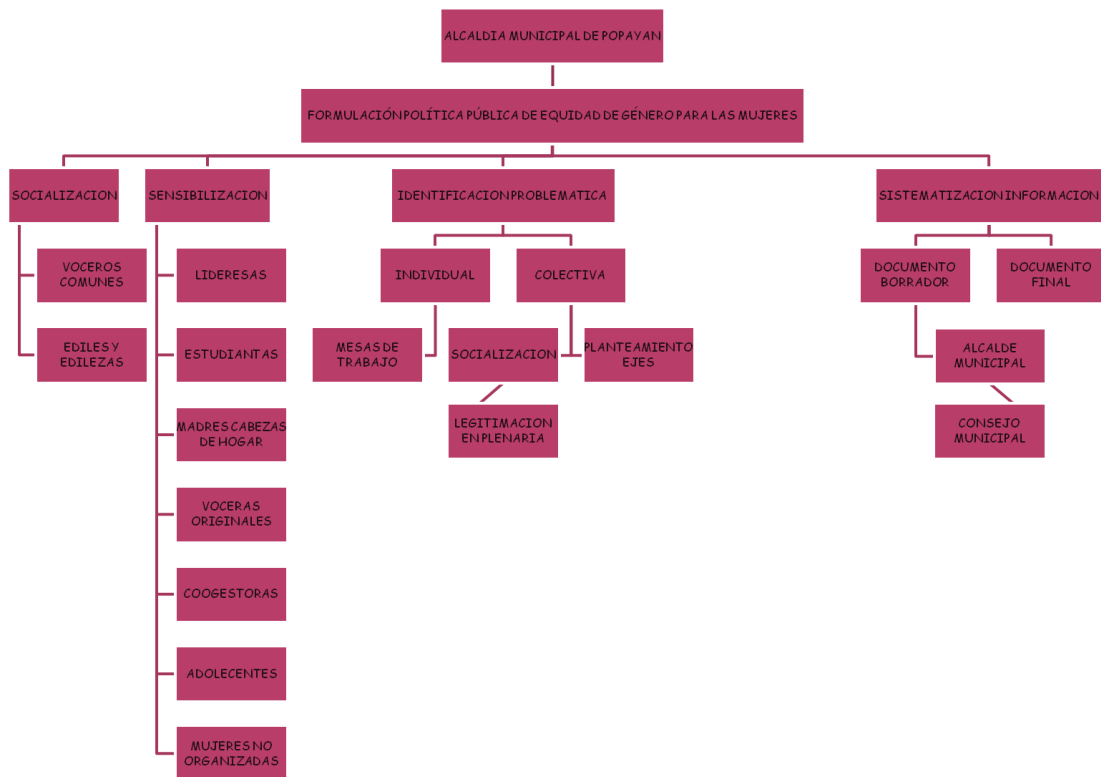 ALCALDIA MUNICIPAL DE POPAYAN
FORMULACIÓN POLÍTICA PÚBLICA DE EQUIDAD DE GÉNERO PARA LAS MUJERES
SOCIALIZACION
VOCEROS
COMUNES
EDILES Y
EDILEZAS
SENSIBILIZACION
LIDERESAS
ESTUDIANTAS
MADRES CABEZAS
DE HOGAR
VOCERAS
ORIGINALES
COOGESTORAS
ADOLECENTES
MUJERES NO
ORGANIZADAS
IDENTIFICACION PROBLEMATICA
INDIVIDUAL
MESAS DE
TRABAJO
COLECTIVA
SOCIALIZACION
LEGITIMACION
EN PLENARIA
PLANTEAMIENTO
EJES
SISTEMATIZACION INFORMACION
DOCUMENTO
BORRADOR
ALCALDE
MUNICIPAL
CONSEJO
MUNICIPAL
DOCUMENTO
FINAL